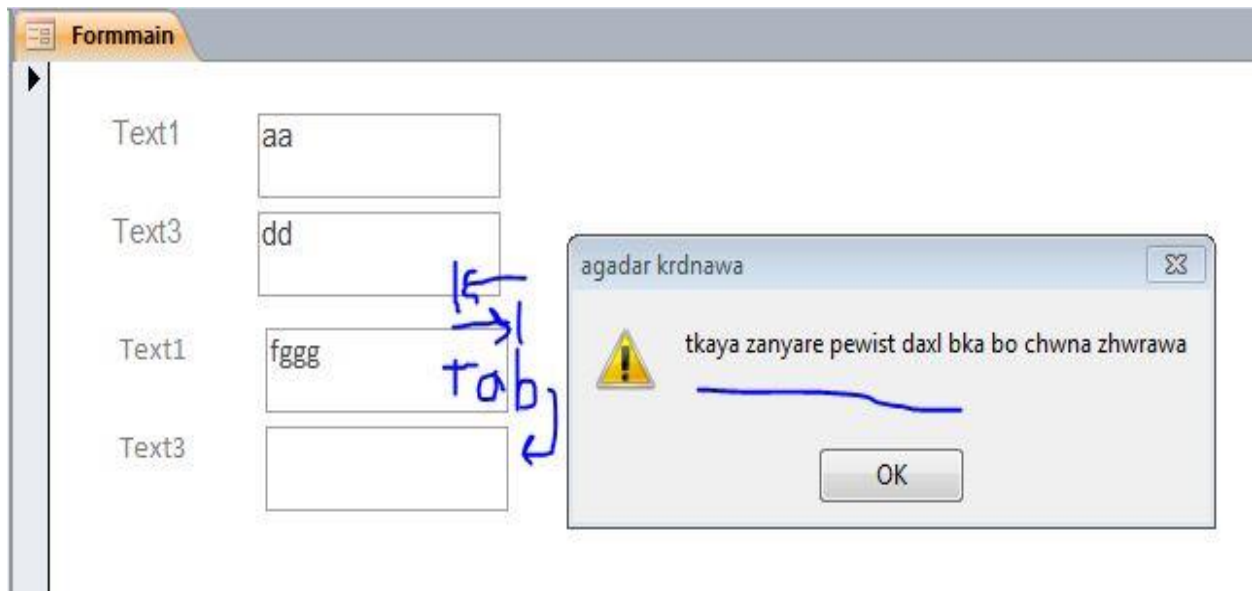 Formmain
Text1 aa
Text3 dd
Text1 fggg
tab
Text3
agadar krdnawa
tkaya zanyare pewist daxl bka bo chwna zhwrawa
OK